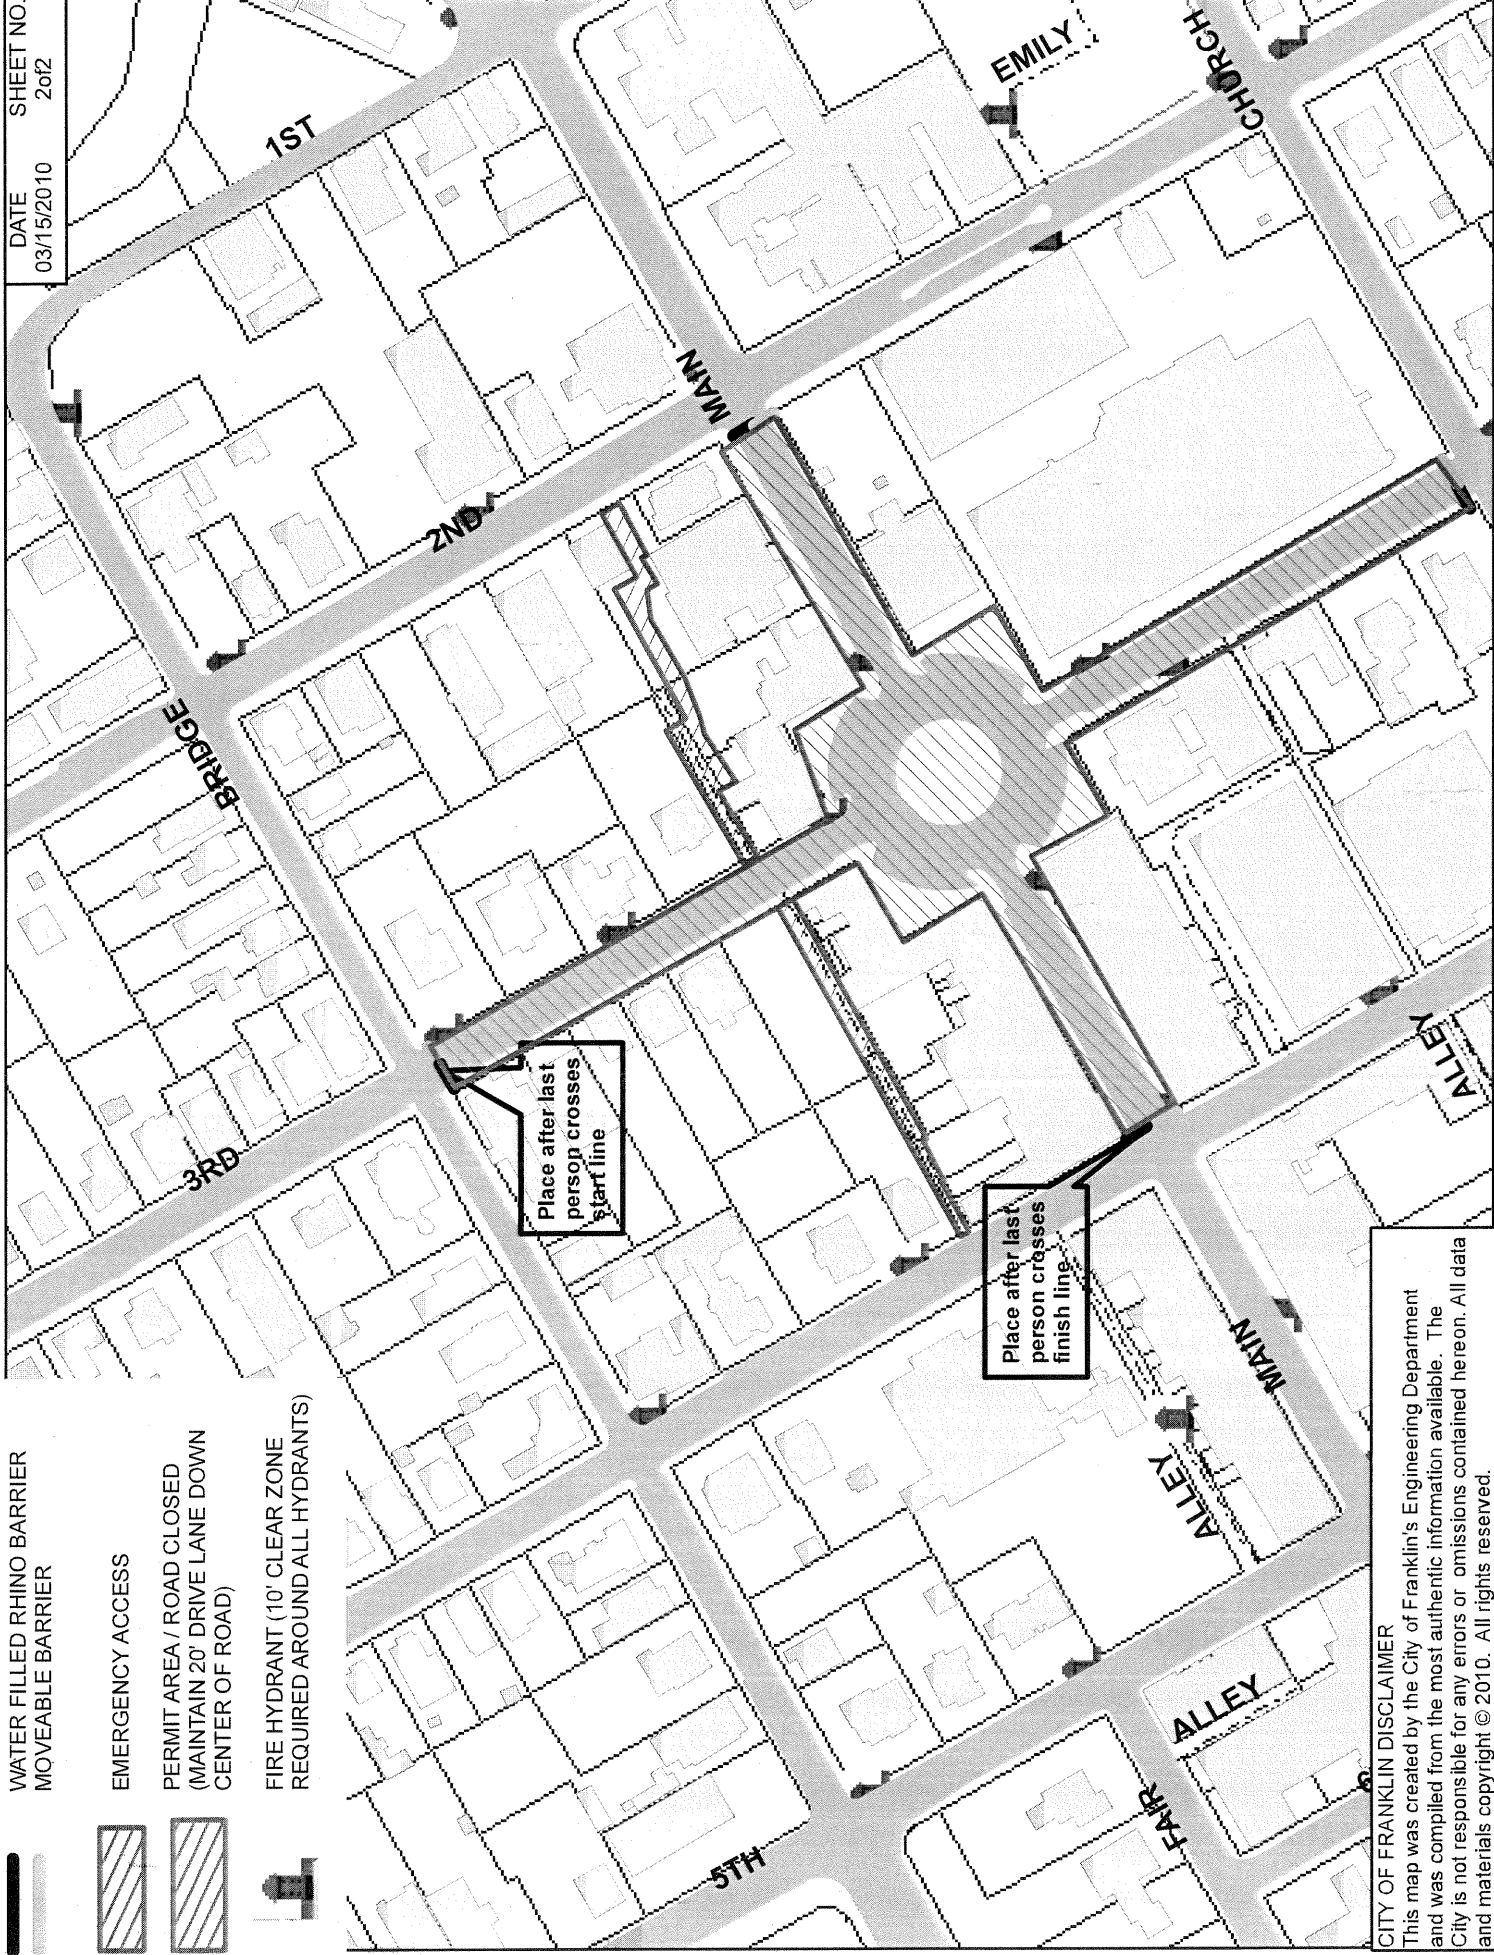 DATE
03/15/2010
SHEET NO.
2of2
WATER FILLED RHINO BARRIER
MOVEABLE BARRIER
EMERGENCY ACCESS
PERMIT AREA / ROAD CLOSED
(MAINTAIN 20' DRIVE LANE DOWN
CENTER OF ROAD)
FIRE HYDRANT (10' CLEAR ZONE
REQUIRED AROUND ALL HYDRANTS)
1ST
EMILY
CHURCH
MAIN
2ND
BRIDGE
3RD
Place after last
person crosses
start line
Place after last
person crosses
finish line
MAIN
ALLEY
ALLEY
ALLEY
FAIR
5TH
6
CITY OF FRANKLIN DISCLAIMER
This map was created by the City of Franklin's Engineering Department
and was compiled from the most authentic information available. The
City is not responsible for any errors or omissions contained hereon. All data
and materials copyright © 2010. All rights reserved.